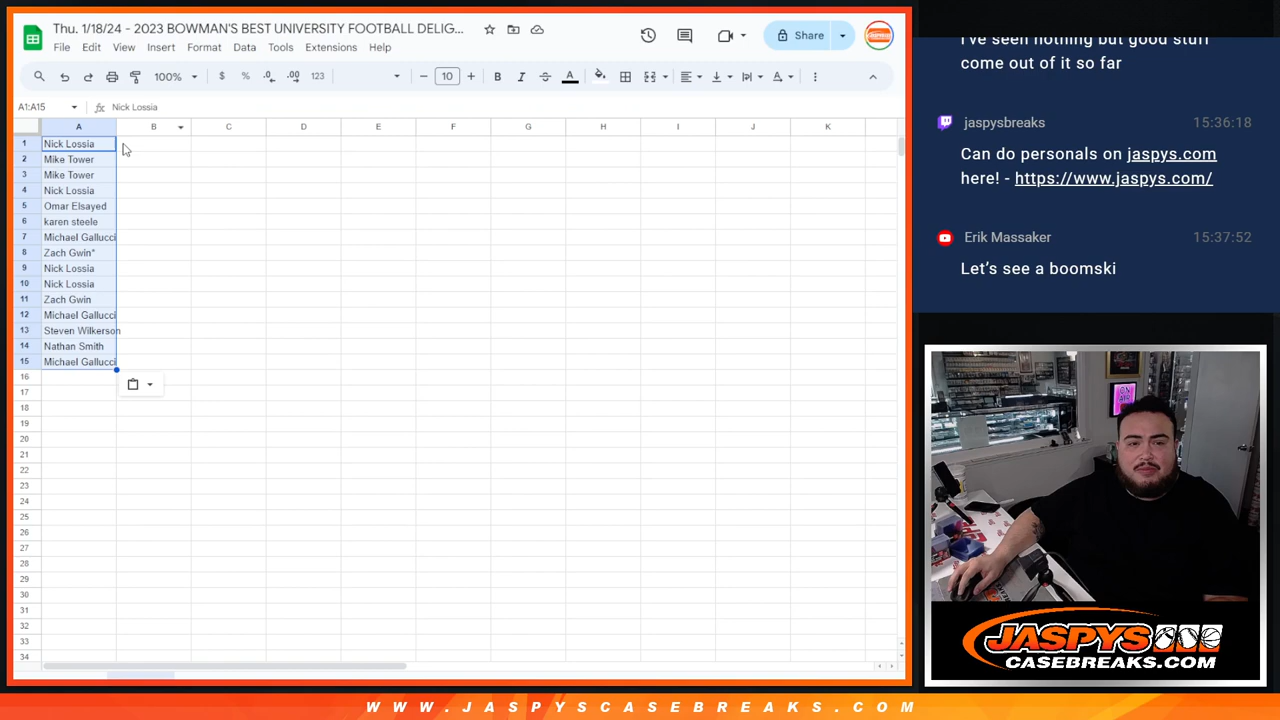 Thu. 1/18/24 - 2023 BOWMAN'S BEST UNIVERSITY FOOTBALL DELIG...
File Edit View Insert Format Data Tools Extensions Help
Share
100% $ % .0 .00 123 10 B I A
A1:A15 fx Nick Lossia
A B C D E F G H I J K
1 Nick Lossia
2 Mike Tower
3 Mike Tower
4 Nick Lossia
5 Omar Elsayed
6 karen steele
7 Michael Gallucci
8 Zach Gwin*
9 Nick Lossia
10 Nick Lossia
11 Zach Gwin
12 Michael Gallucci
13 Steven Wilkerson
14 Nathan Smith
15 Michael Gallucci
16
17
18
19
20
21
22
23
24
25
26
27
28
29
30
31
32
33
34
I've seen nothing but good stuff
come out of it so far
jaspysbreaks 15:36:18
Can do personals on jaspys.com
here! - https://www.jaspys.com/
Erik Massaker 15:37:52
Let's see a boomski
ON
AIR
JASPYS
CASEBREAKS.COM
WWW.JASPYSCASEBREAKS.COM